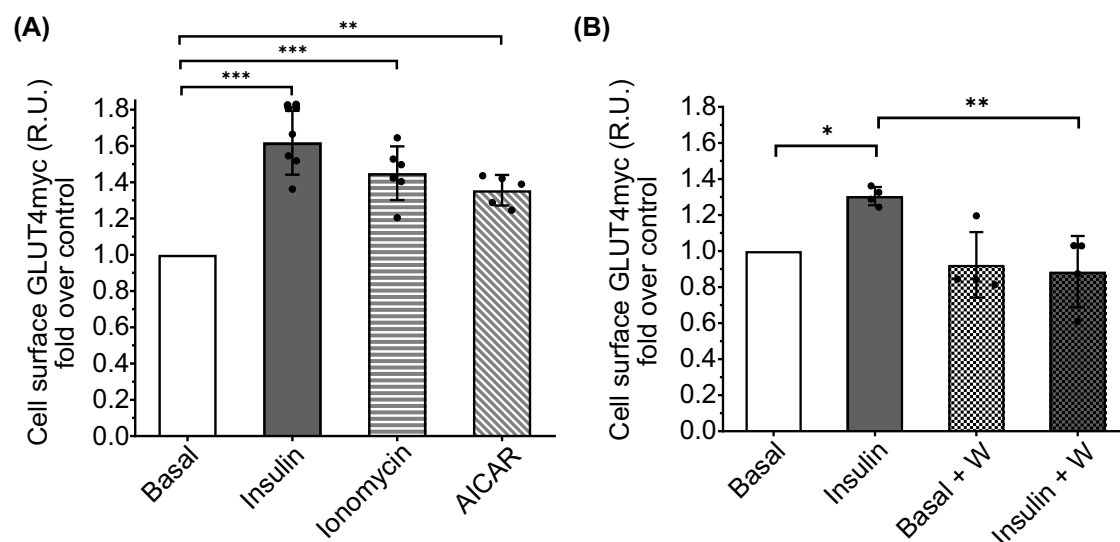 (A)
**
***
***
Cell surface GLUT4myc (R.U.)
fold over control
1.8
1.6
1.4
1.2
1.0
0.8
0.6
0.4
0.2
0.0
Basal
Insulin
Ionomycin
AICAR
(B)
**
*
Cell surface GLUT4myc (R.U.)
fold over control
1.8
1.6
1.4
1.2
1.0
0.8
0.6
0.4
0.2
0.0
Basal
Insulin
Basal + W
Insulin + W